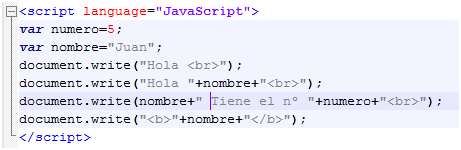 <script language="JavaScript">
var numero=5;
var nombre="Juan";
document.write("Hola <br>");
document.write("Hola "+nombre+"<br>");
document.write(nombre+" Tiene el nº "+numero+"<br>");
document.write("<b>"+nombre+"</b>");
</script>